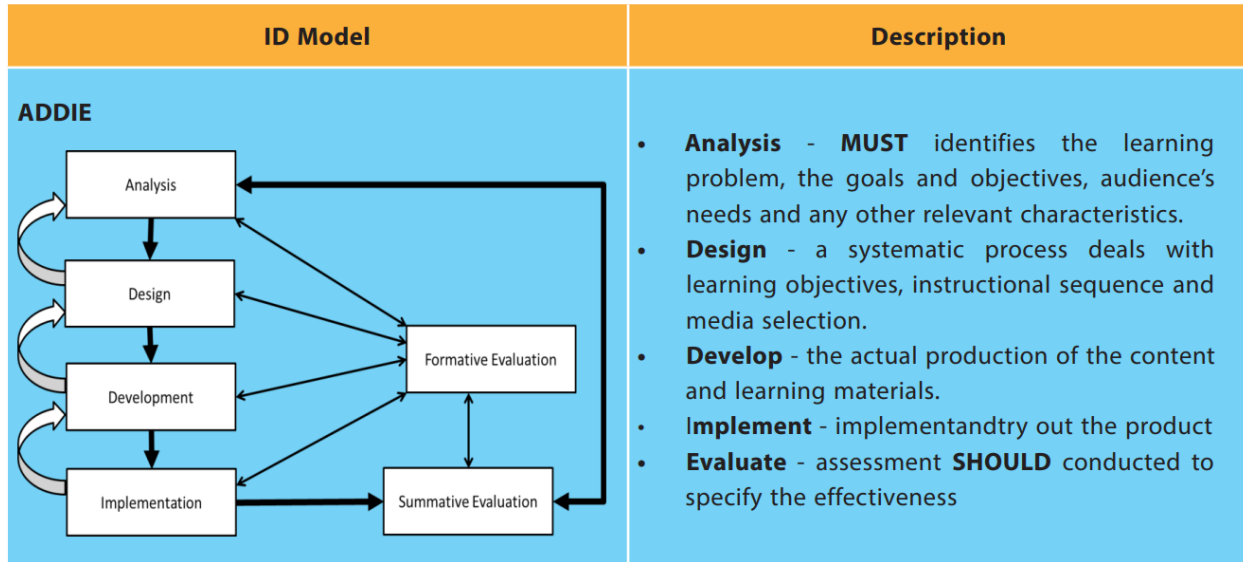 ID Model
Description
ADDIE
Analysis
Design
Development
Implementation
Formative Evaluation
Summative Evaluation
• Analysis - MUST identifies the learning
problem, the goals and objectives, audience’s
needs and any other relevant characteristics.
• Design - a systematic process deals with
learning objectives, instructional sequence and
media selection.
• Develop - the actual production of the content
and learning materials.
• Implement - implementandtry out the product
• Evaluate - assessment SHOULD conducted to
specify the effectiveness